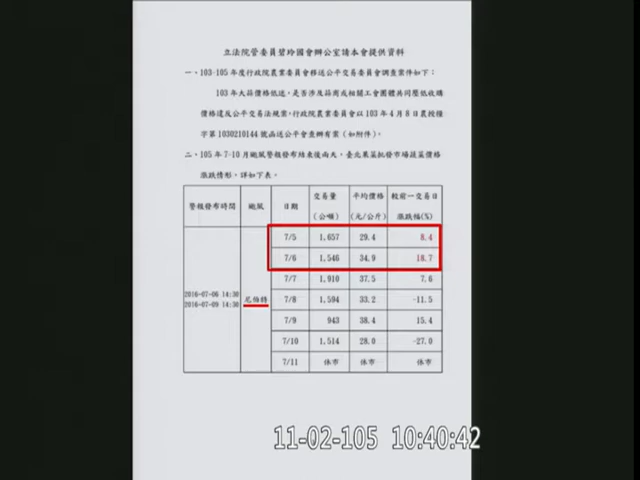 立法院管委員碧玲國會辦公室請本會提供資料
一、103-105年度行政院農業委員會移送公平交易委員會調查案件如下：
103年大蒜價格低迷，是否涉及蒜商或相關工會團體共同壓低收購
價格違反公平交易法規案，行政院農業委員會以103年4月8日農授糧
字第1030210144號函送公平會查辦有案（如附件）。
二、105年7-10月颱風警報發布結束後兩天，臺北果菜批發市場蔬菜價格
漲跌情形，詳如下表。
警報發布時間 颱風 日期 交易量（公噸） 平均價格（元/公斤） 較前一交易日漲跌幅(%)
2016-07-06 14:30
2016-07-09 14:30
尼伯特
7/5 1,657 29.4 8.4
7/6 1,546 34.9 18.7
7/7 1,910 37.5 7.6
7/8 1,594 33.2 -11.5
7/9 943 38.4 15.4
7/10 1,514 28.0 -27.0
7/11 休市 休市 休市
11-02-105 10:40:42